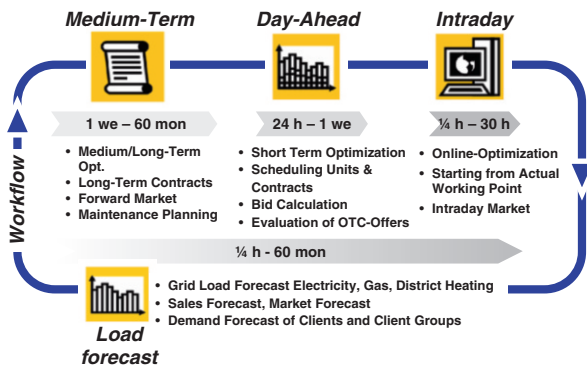 Medium-Term
Day-Ahead
Intraday
1 we – 60 mon
24 h – 1 we
¼ h – 30 h
• Medium/Long-Term
Opt.
• Long-Term Contracts
• Forward Market
• Maintenance Planning
• Short Term Optimization
• Scheduling Units &
Contracts
• Bid Calculation
• Evaluation of OTC-Offers
• Online-Optimization
• Starting from Actual
Working Point
• Intraday Market
Workflow
¼ h - 60 mon
• Grid Load Forecast Electricity, Gas, District Heating
• Sales Forecast, Market Forecast
• Demand Forecast of Clients and Client Groups
Load
forecast